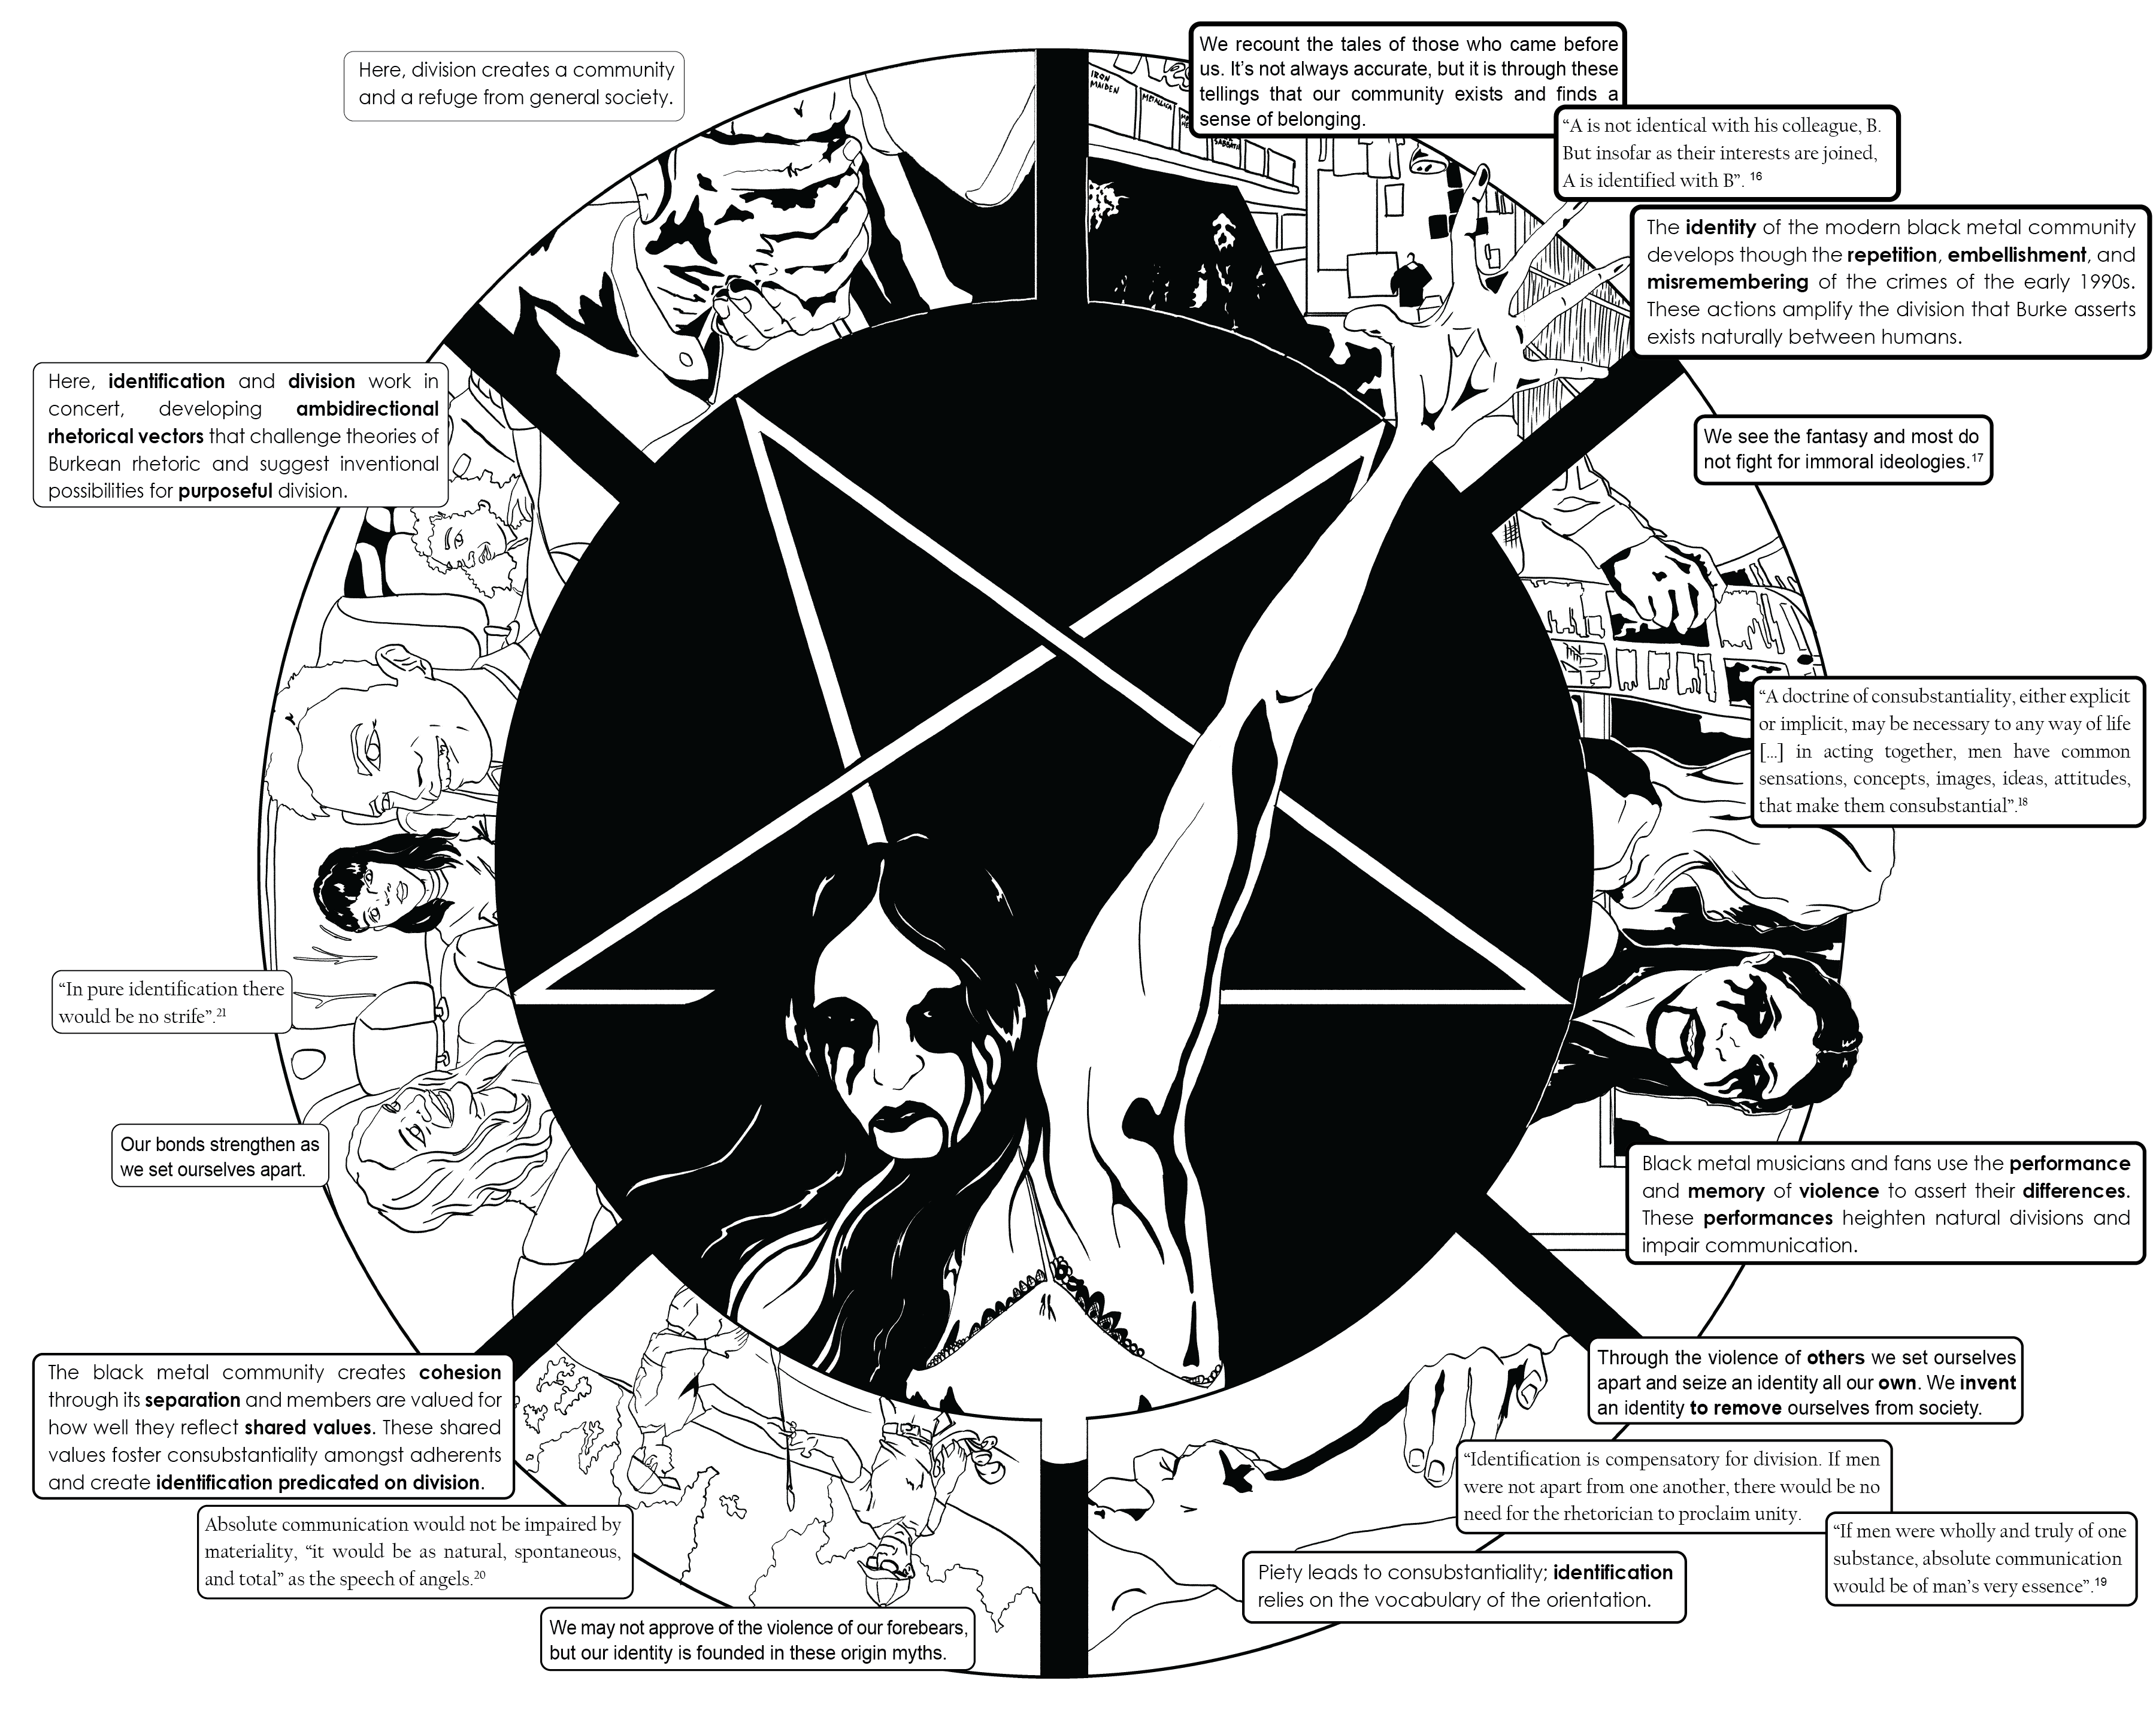 We recount the tales of those who came before
us. It's not always accurate, but it is through these
tellings that our community exists and finds a
sense of belonging.
IRON
MAIDEN
METALLICA
SABBATH
"A is not identical with his colleague, B.
But insofar as their interests are joined,
A is identified with B". 16
The identity of the modern black metal community
develops though the repetition, embellishment, and
misremembering of the crimes of the early 1990s.
These actions amplify the division that Burke asserts
exists naturally between humans.
We see the fantasy and most do
not fight for immoral ideologies.17
"A doctrine of consubstantiality, either explicit
or implicit, may be necessary to any way of life
[...] in acting together, men have common
sensations, concepts, images, ideas, attitudes,
that make them consubstantial".18
Black metal musicians and fans use the performance
and memory of violence to assert their differences.
These performances heighten natural divisions and
impair communication.
Through the violence of others we set ourselves
apart and seize an identity all our own. We invent
an identity to remove ourselves from society.
"Identification is compensatory for division. If men
were not apart from one another, there would be no
need for the rhetorician to proclaim unity.
"If men were wholly and truly of one
substance, absolute communication
would be of man's very essence".19
Piety leads to consubstantiality; identification
relies on the vocabulary of the orientation.
We may not approve of the violence of our forebears,
but our identity is founded in these origin myths.
Absolute communication would not be impaired by
materiality, "it would be as natural, spontaneous,
and total" as the speech of angels.20
The black metal community creates cohesion
through its separation and members are valued for
how well they reflect shared values. These shared
values foster consubstantiality amongst adherents
and create identification predicated on division.
Our bonds strengthen as
we set ourselves apart.
"In pure identification there
would be no strife".21
Here, identification and division work in
concert, developing ambidirectional
rhetorical vectors that challenge theories of
Burkean rhetoric and suggest inventional
possibilities for purposeful division.
Here, division creates a community
and a refuge from general society.